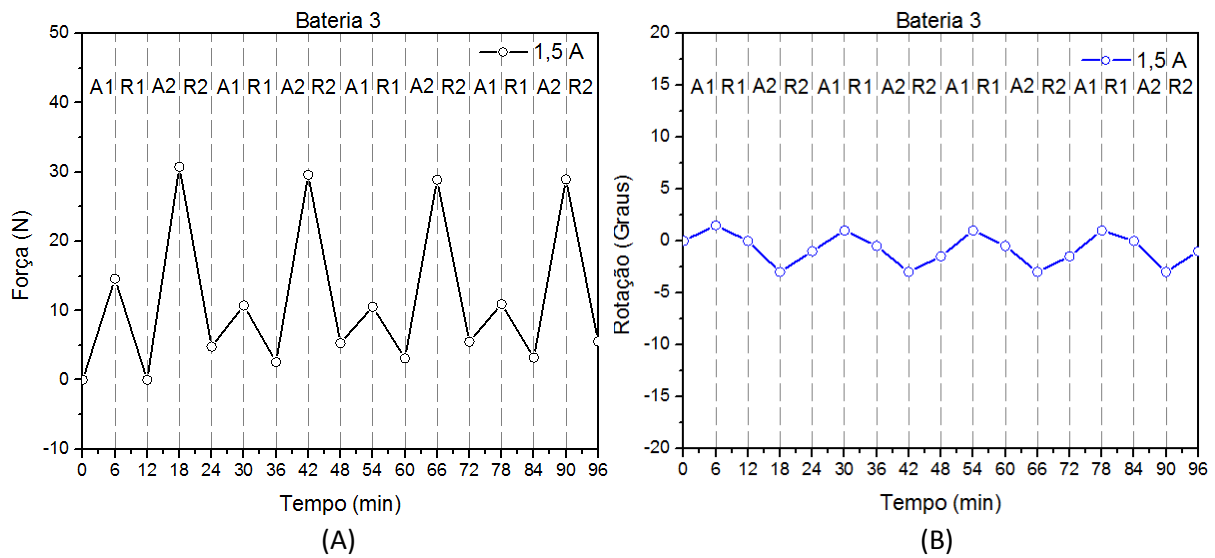 Bateria 3
50
1,5 A
A1 R1 A2 R2 A1 R1 A2 R2 A1 R1 A2 R2 A1 R1 A2 R2
40
30
20
10
0
-10
Força (N)
0 6 12 18 24 30 36 42 48 54 60 66 72 78 84 90 96
Tempo (min)
(A)
Bateria 3
20
1,5 A
15
A1 R1 A2 R2 A1 R1 A2 R2 A1 R1 A2 R2 A1 R1 A2 R2
10
5
0
-5
-10
-15
-20
Rotação (Graus)
0 6 12 18 24 30 36 42 48 54 60 66 72 78 84 90 96
Tempo (min)
(B)